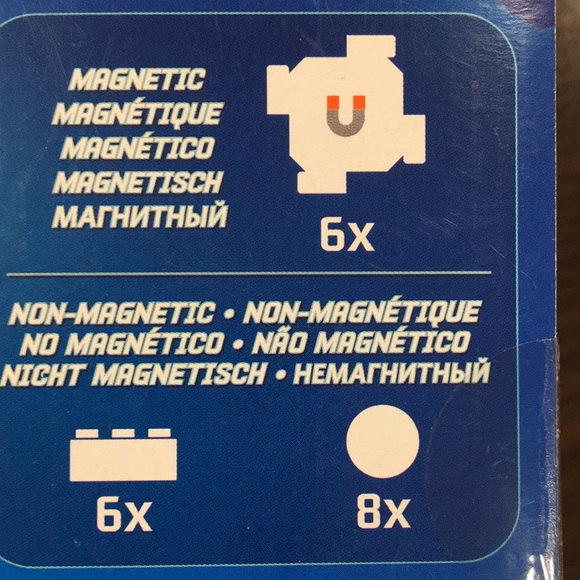 MAGNETIC
MAGNÉTIQUE
MAGNÉTICO
MAGNETISCH
МАГНИТНЫЙ
6x
NON-MAGNETIC • NON-MAGNÉTIQUE
NO MAGNÉTICO • NÃO MAGNÉTICO
NICHT MAGNETISCH • НЕМАГНИТНЫЙ
6x
8x